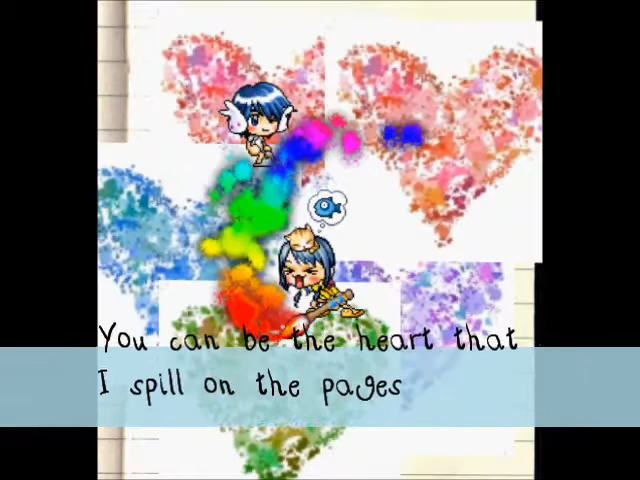 You can be the heart that
I spill on the pages